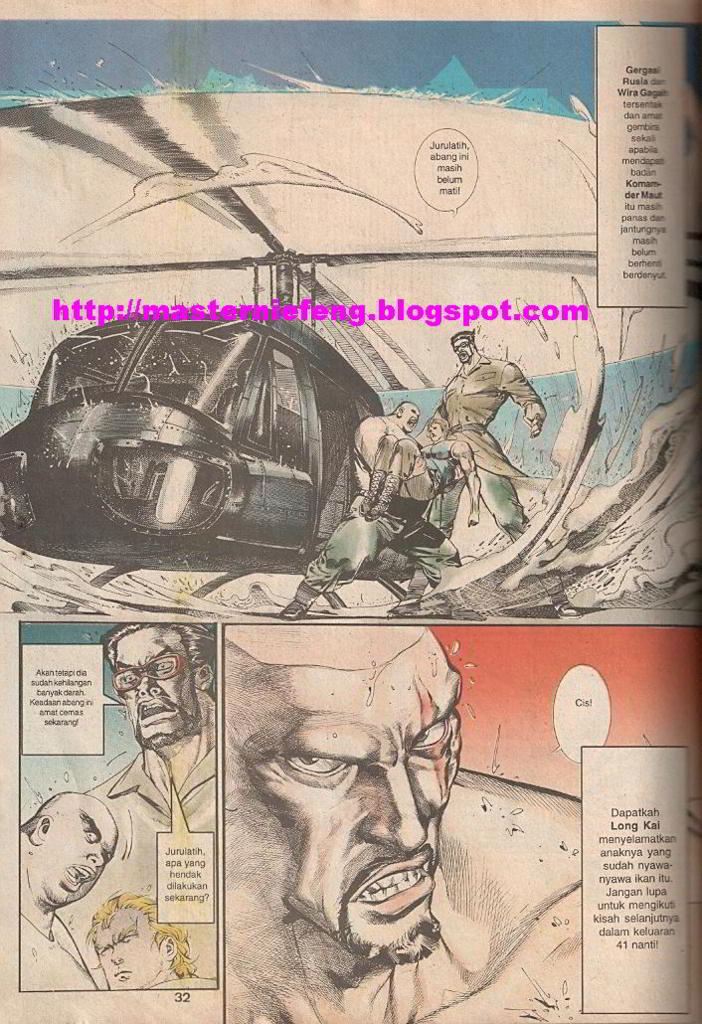 Jurulatih,
abang ini
masih
belum
mati!
Gergasi
Rusia dan
Wira Gagah
tersentak
dan amat
gembira
sekali
apabila
mendapati
badan
Komam-
der Maut
itu masih
panas dan
jantungnya
masih
belum
berhenti
berdenyut.
http://masterniefeng.blogspot.com
Akan tetapi dia
sudah kehilangan
banyak darah.
Keadaan abang ini
amat cemas
sekarang!
Jurulatih,
apa yang
hendak
dilakukan
sekarang?
Cis!
Dapatkah
Long Kai
menyelamatkan
anaknya yang
sudah nyawa-
nyawa ikan itu.
Jangan lupa
untuk mengikuti
kisah selanjutnya
dalam keluaran
41 nanti!
32